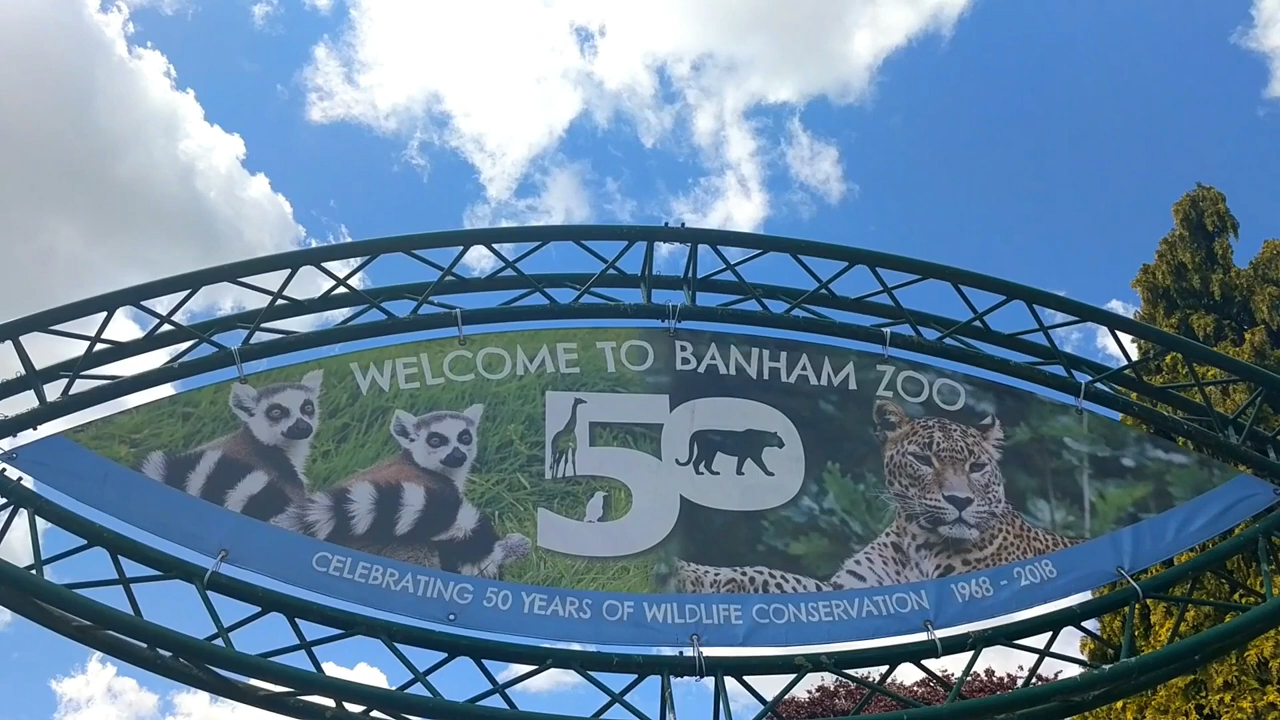 WELCOME TO BANHAM ZOO
50
CELEBRATING 50 YEARS OF WILDLIFE CONSERVATION 1968 - 2018